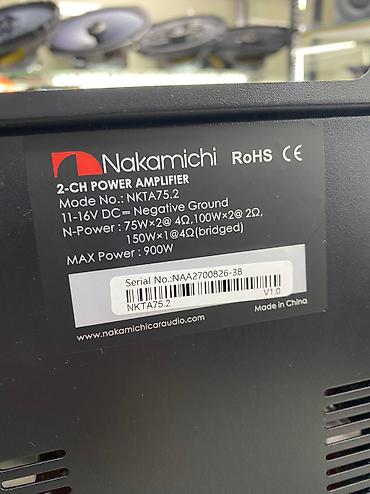 Nakamichi RoHS CE
2-CH POWER AMPLIFIER
Model No.: NKTA75.2
11-16V DC⎓ Negative Ground
N-Power : 75W×2@ 4Ω,100W×2@ 2Ω,
150W×1@4Ω(bridged)
MAX Power : 900W
Serial No.:NAA2700826-38
NKTA75.2 V1.0
www.nakamichicaraudio.com Made in China